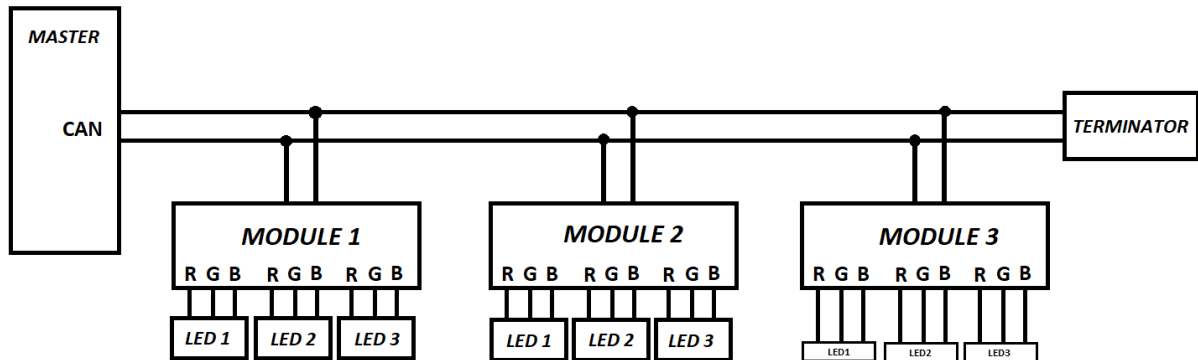 MASTER
CAN
TERMINATOR
MODULE 1
R G B R G B R G B
LED 1 LED 2 LED 3
MODULE 2
R G B R G B R G B
LED 1 LED 2 LED 3
MODULE 3
R G B R G B R G B
LED1 LED2 LED3